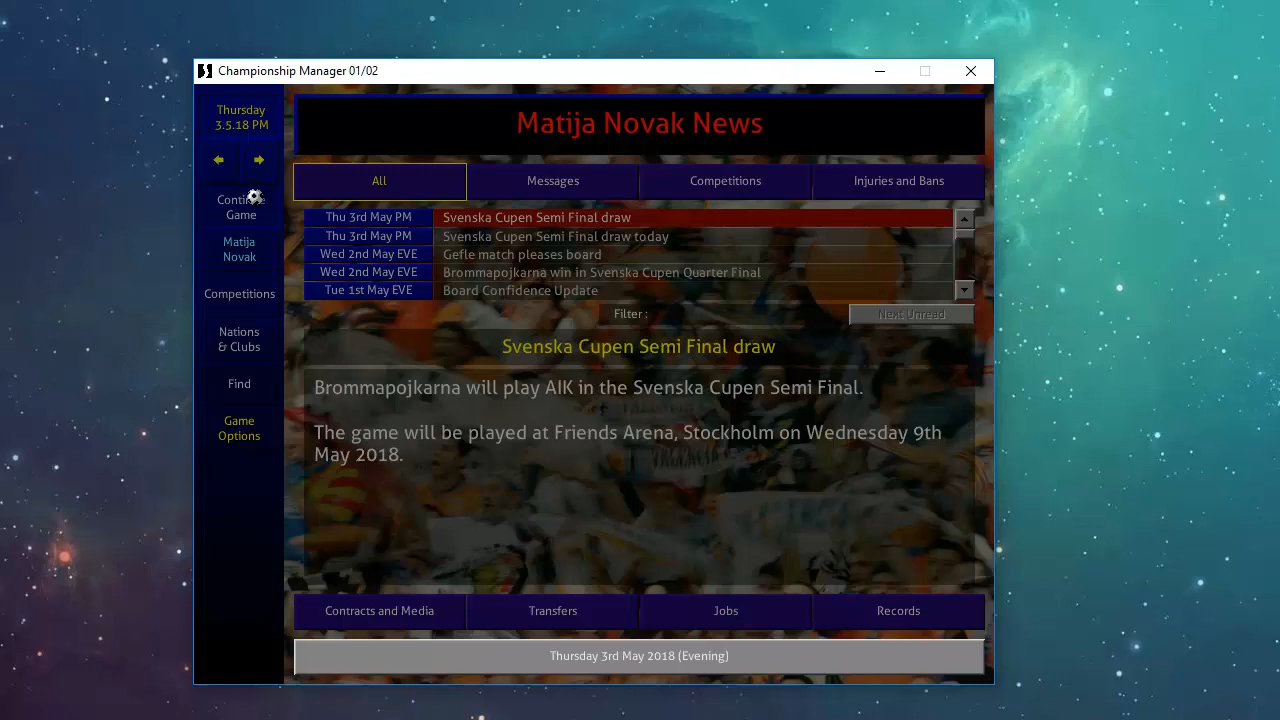 Championship Manager 01/02
Thursday
3.5.18 PM
Game
Matija
Novak
Competitions
Nations
& Clubs
Find
Game
Options
Matija Novak News
All
Messages
Competitions
Injuries and Bans
Thu 3rd May PM Svenska Cupen Semi Final draw
Thu 3rd May PM Svenska Cupen Semi Final draw today
Wed 2nd May EVE Gefle match pleases board
Wed 2nd May EVE Brommapojkarna win in Svenska Cupen Quarter Final
Tue 1st May EVE Board Confidence Update
Filter :
Next Unread
Svenska Cupen Semi Final draw
Brommapojkarna will play AIK in the Svenska Cupen Semi Final.
The game will be played at Friends Arena, Stockholm on Wednesday 9th
May 2018.
Contracts and Media
Transfers
Jobs
Records
Thursday 3rd May 2018 (Evening)